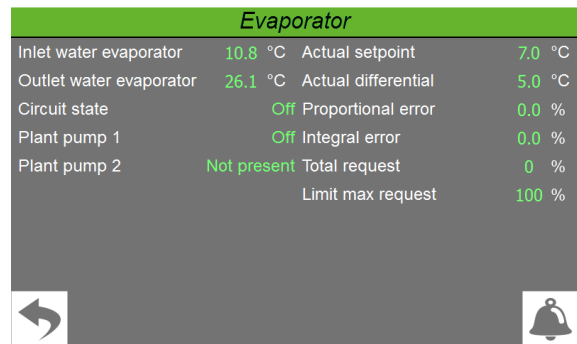 Evaporator
Inlet water evaporator 10.8 °C Actual setpoint 7.0 °C
Outlet water evaporator 26.1 °C Actual differential 5.0 °C
Circuit state Off Proportional error 0.0 %
Plant pump 1 Off Integral error 0.0 %
Plant pump 2 Not present Total request 0 %
Limit max request 100 %